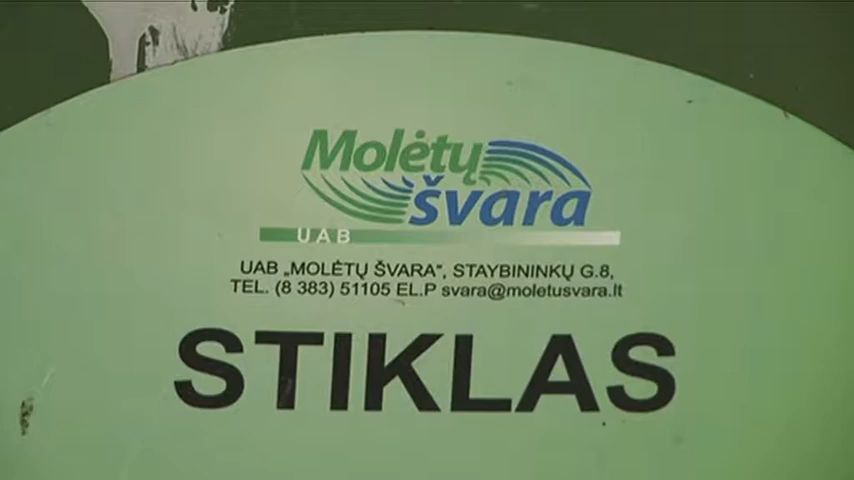 Molėtų
švara
UAB
UAB „MOLĖTŲ ŠVARA“, STAYBININKŲ G.8,
TEL. (8 383) 51105 EL.P svara@moletusvara.lt
STIKLAS